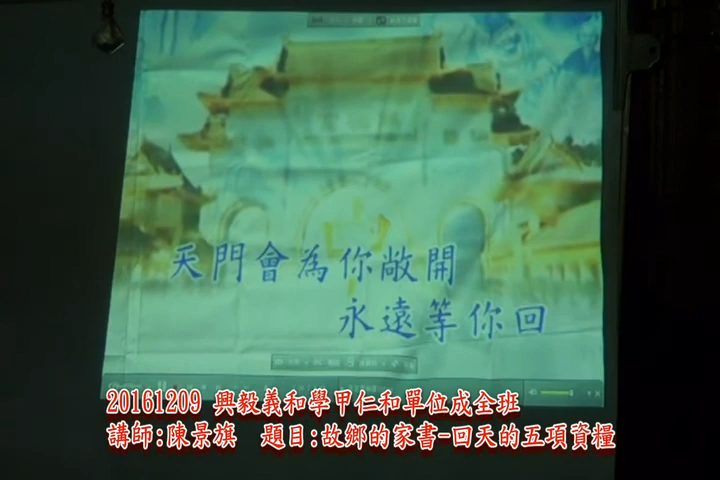 天門會為你敞開
永遠等你回
20161209 興毅義和學甲仁和單位成全班
講師:陳景旗 題目:故鄉的家書-回天的五項資糧